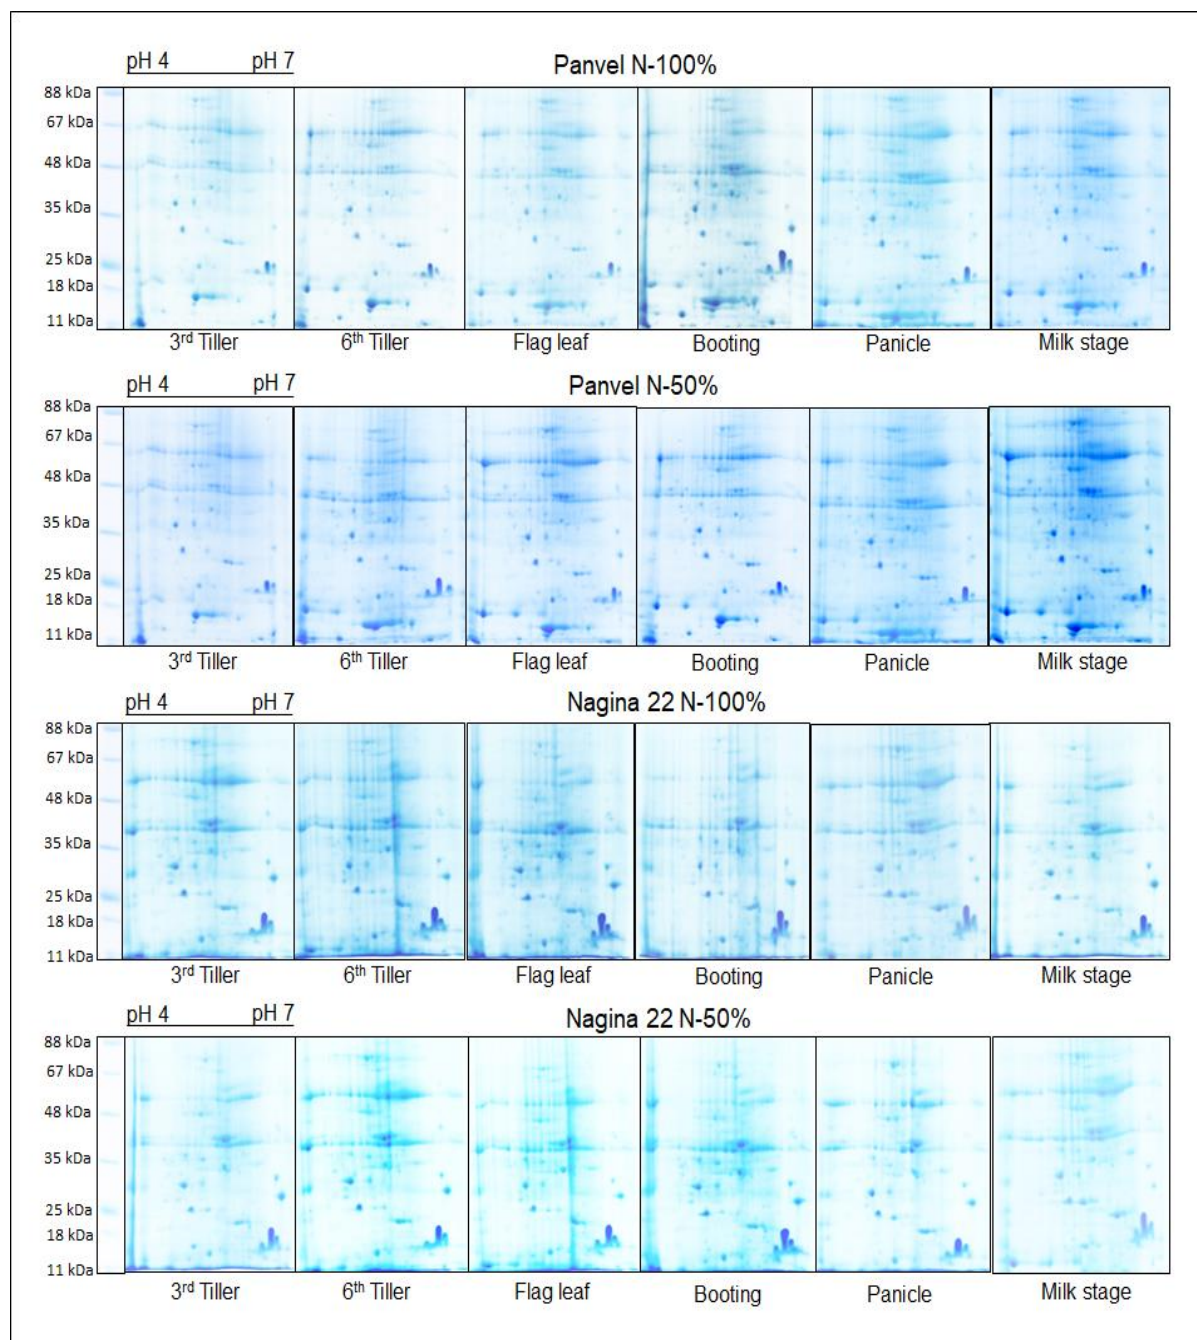 pH 4 pH 7 Panvel N-100%
88 kDa
67 kDa
48 kDa
35 kDa
25 kDa
18 kDa
11 kDa
3rd Tiller 6th Tiller Flag leaf Booting Panicle Milk stage
pH 4 pH 7 Panvel N-50%
88 kDa
67 kDa
48 kDa
35 kDa
25 kDa
18 kDa
11 kDa
3rd Tiller 6th Tiller Flag leaf Booting Panicle Milk stage
pH 4 pH 7 Nagina 22 N-100%
88 kDa
67 kDa
48 kDa
35 kDa
25 kDa
18 kDa
11 kDa
3rd Tiller 6th Tiller Flag leaf Booting Panicle Milk stage
pH 4 pH 7 Nagina 22 N-50%
88 kDa
67 kDa
48 kDa
35 kDa
25 kDa
18 kDa
11 kDa
3rd Tiller 6th Tiller Flag leaf Booting Panicle Milk stage